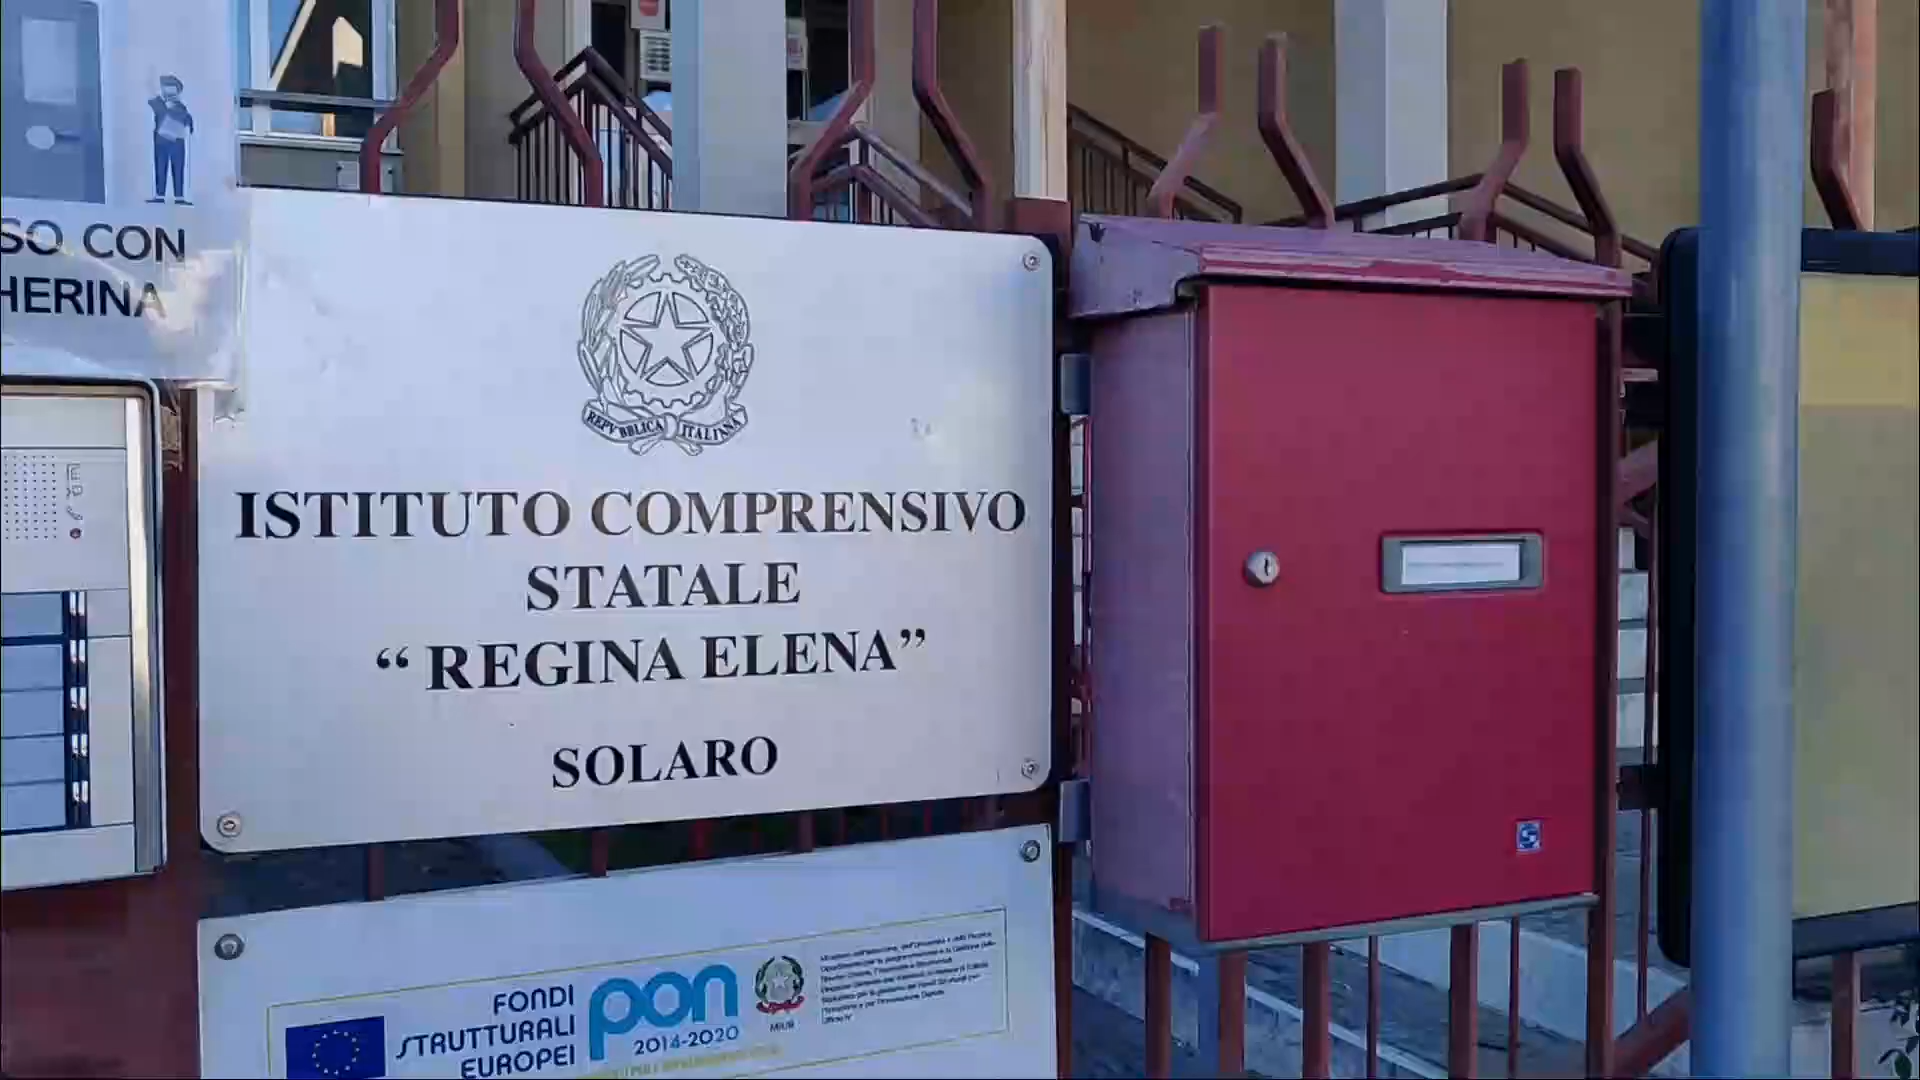 SO CON
HERINA
REPVBBLICA ITALIANA
ISTITUTO COMPRENSIVO
STATALE
“REGINA ELENA”
SOLARO
FONDI
STRUTTURALI
EUROPEI
pon
2014-2020
MIUR